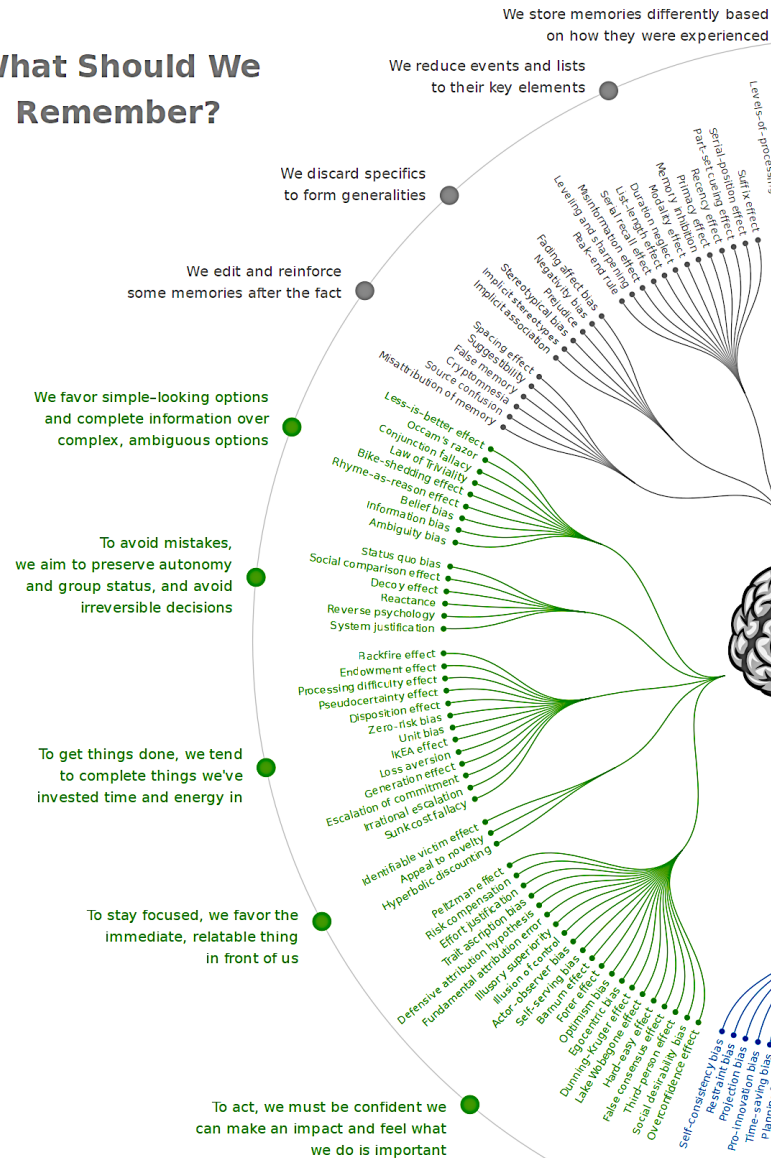 We store memories differently based
on how they were experienced
What Should We
Remember?
We reduce events and lists
to their key elements
We discard specifics
to form generalities
We edit and reinforce
some memories after the fact
We favor simple–looking options
and complete information over
complex, ambiguous options
To avoid mistakes,
we aim to preserve autonomy
and group status, and avoid
irreversible decisions
To get things done, we tend
to complete things we've
invested time and energy in
To stay focused, we favor the
immediate, relatable thing
in front of us
To act, we must be confident we
can make an impact and feel what
we do is important
Levels-of-processing
Suffix effect
Serial-position effect
Part-set cueing effect
Recency effect
Primacy effect
Memory inhibition
Modality effect
Duration neglect
List-length effect
Serial recall effect
Misinformation effect
Leveling and sharpening
Peak-end rule
Fading affect bias
Negativity bias
Prejudice
Stereotypical bias
Implicit stereotypes
Implicit association
Spacing effect
Suggestibility
False memory
Cryptomnesia
Source confusion
Misattribution of memory
Less-is-better effect
Occam's razor
Conjunction fallacy
Law of Triviality
Bike-shedding effect
Rhyme-as-reason effect
Belief bias
Information bias
Ambiguity bias
Status quo bias
Social comparison effect
Decoy effect
Reactance
Reverse psychology
System justification
Backfire effect
Endowment effect
Processing difficulty effect
Pseudocertainty effect
Disposition effect
Zero-risk bias
Unit bias
IKEA effect
Loss aversion
Generation effect
Escalation of commitment
Irrational escalation
Sunk cost fallacy
Identifiable victim effect
Appeal to novelty
Hyperbolic discounting
Peltzman effect
Risk compensation
Effort justification
Trait ascription bias
Defensive attribution hypothesis
Fundamental attribution error
Illusory superiority
Illusion of control
Actor-observer bias
Self-serving bias
Barnum effect
Forer effect
Optimism bias
Egocentric bias
Dunning-Kruger effect
Lake Wobegone effect
Hard-easy effect
False consensus effect
Third-person effect
Social desirability bias
Overconfidence effect
Self-consistency bias
Restraint bias
Projection bias
Pro-innovation bias
Time-saving bias